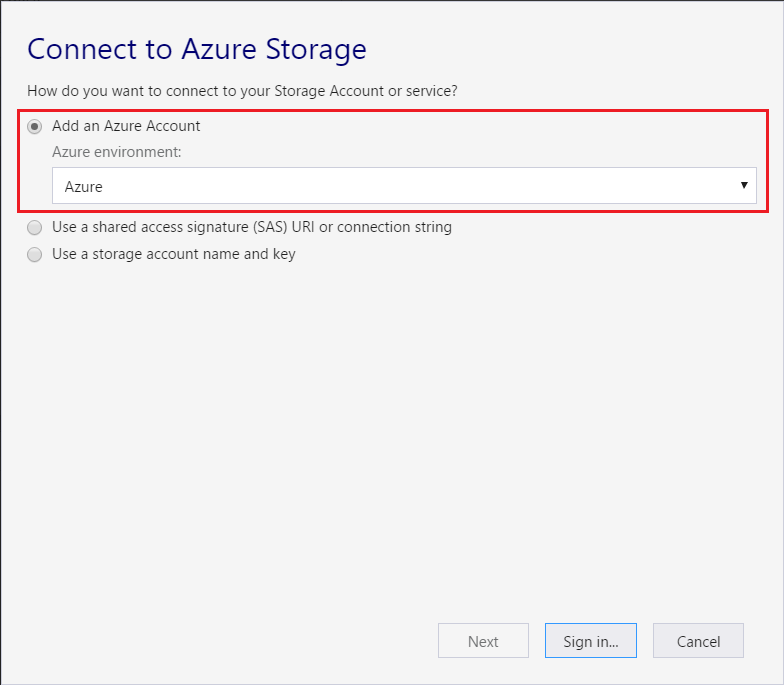 Connect to Azure Storage
How do you want to connect to your Storage Account or service?
Add an Azure Account
Azure environment:
Azure
Use a shared access signature (SAS) URI or connection string
Use a storage account name and key
Next
Sign in...
Cancel